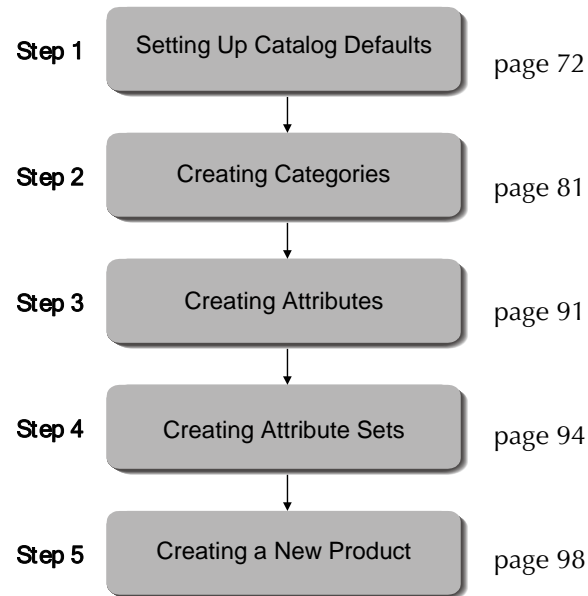 Step 1 Setting Up Catalog Defaults page 72
Step 2 Creating Categories page 81
Step 3 Creating Attributes page 91
Step 4 Creating Attribute Sets page 94
Step 5 Creating a New Product page 98